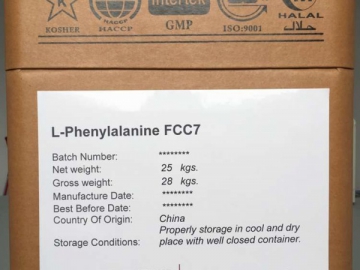 KOSHER
HACCP
Intertek
GMP
ISO:9001
HALAL
حلال
L-Phenylalanine FCC7
Batch Number: ********
Net weight: 25 kgs.
Gross weight: 28 kgs.
Manufacture Date: ********
Best Before Date: ********
Country Of Origin: China
Properly storage in cool and dry
Storage Conditions: place with well closed container.